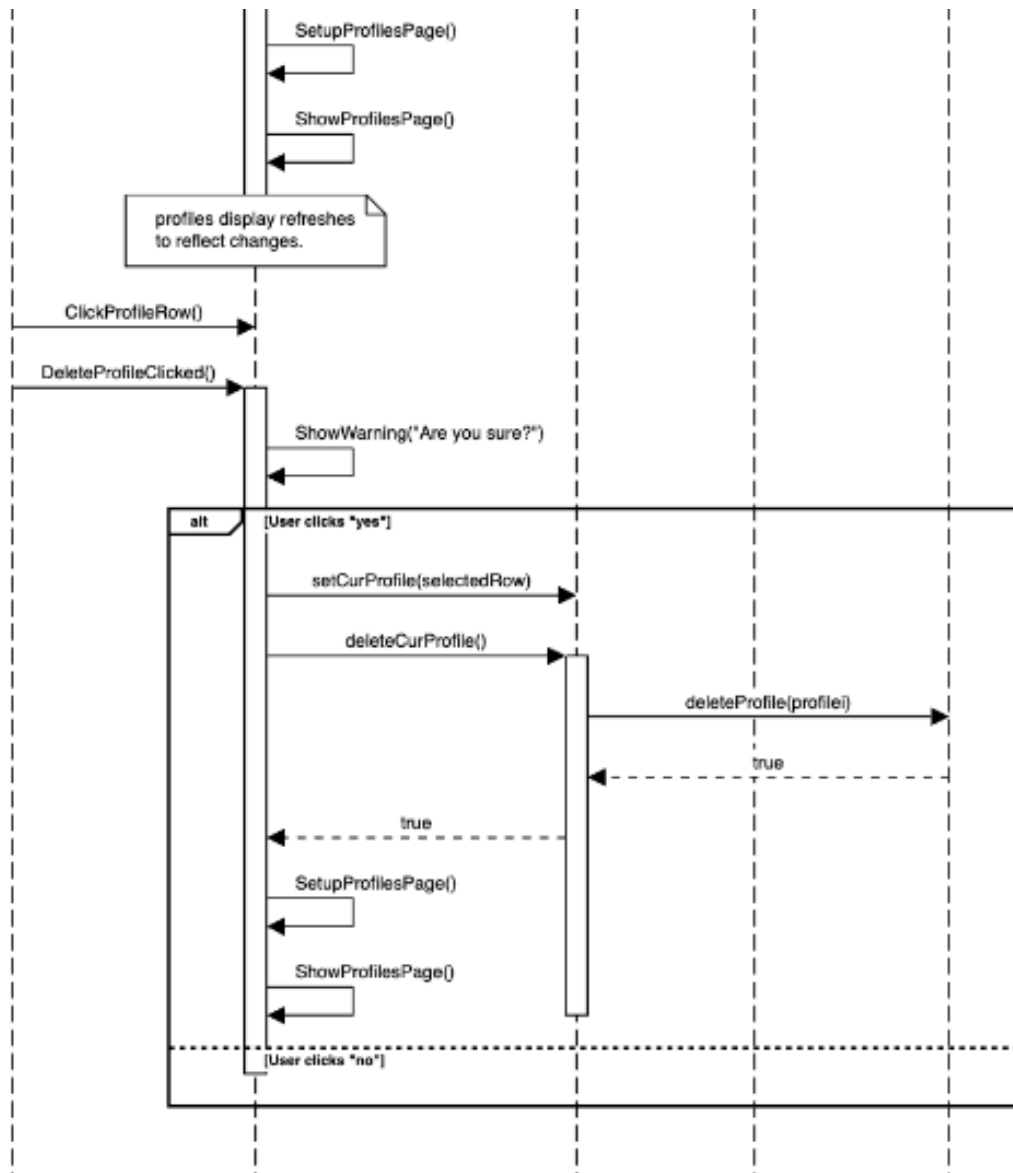 SetupProfilesPage()
ShowProfilesPage()
profiles display refreshes
to reflect changes.
ClickProfileRow()
DeleteProfileClicked()
ShowWarning("Are you sure?")
alt
[User clicks "yes"]
setCurProfile(selectedRow)
deleteCurProfile()
deleteProfile(profilei)
true
true
SetupProfilesPage()
ShowProfilesPage()
[User clicks "no"]